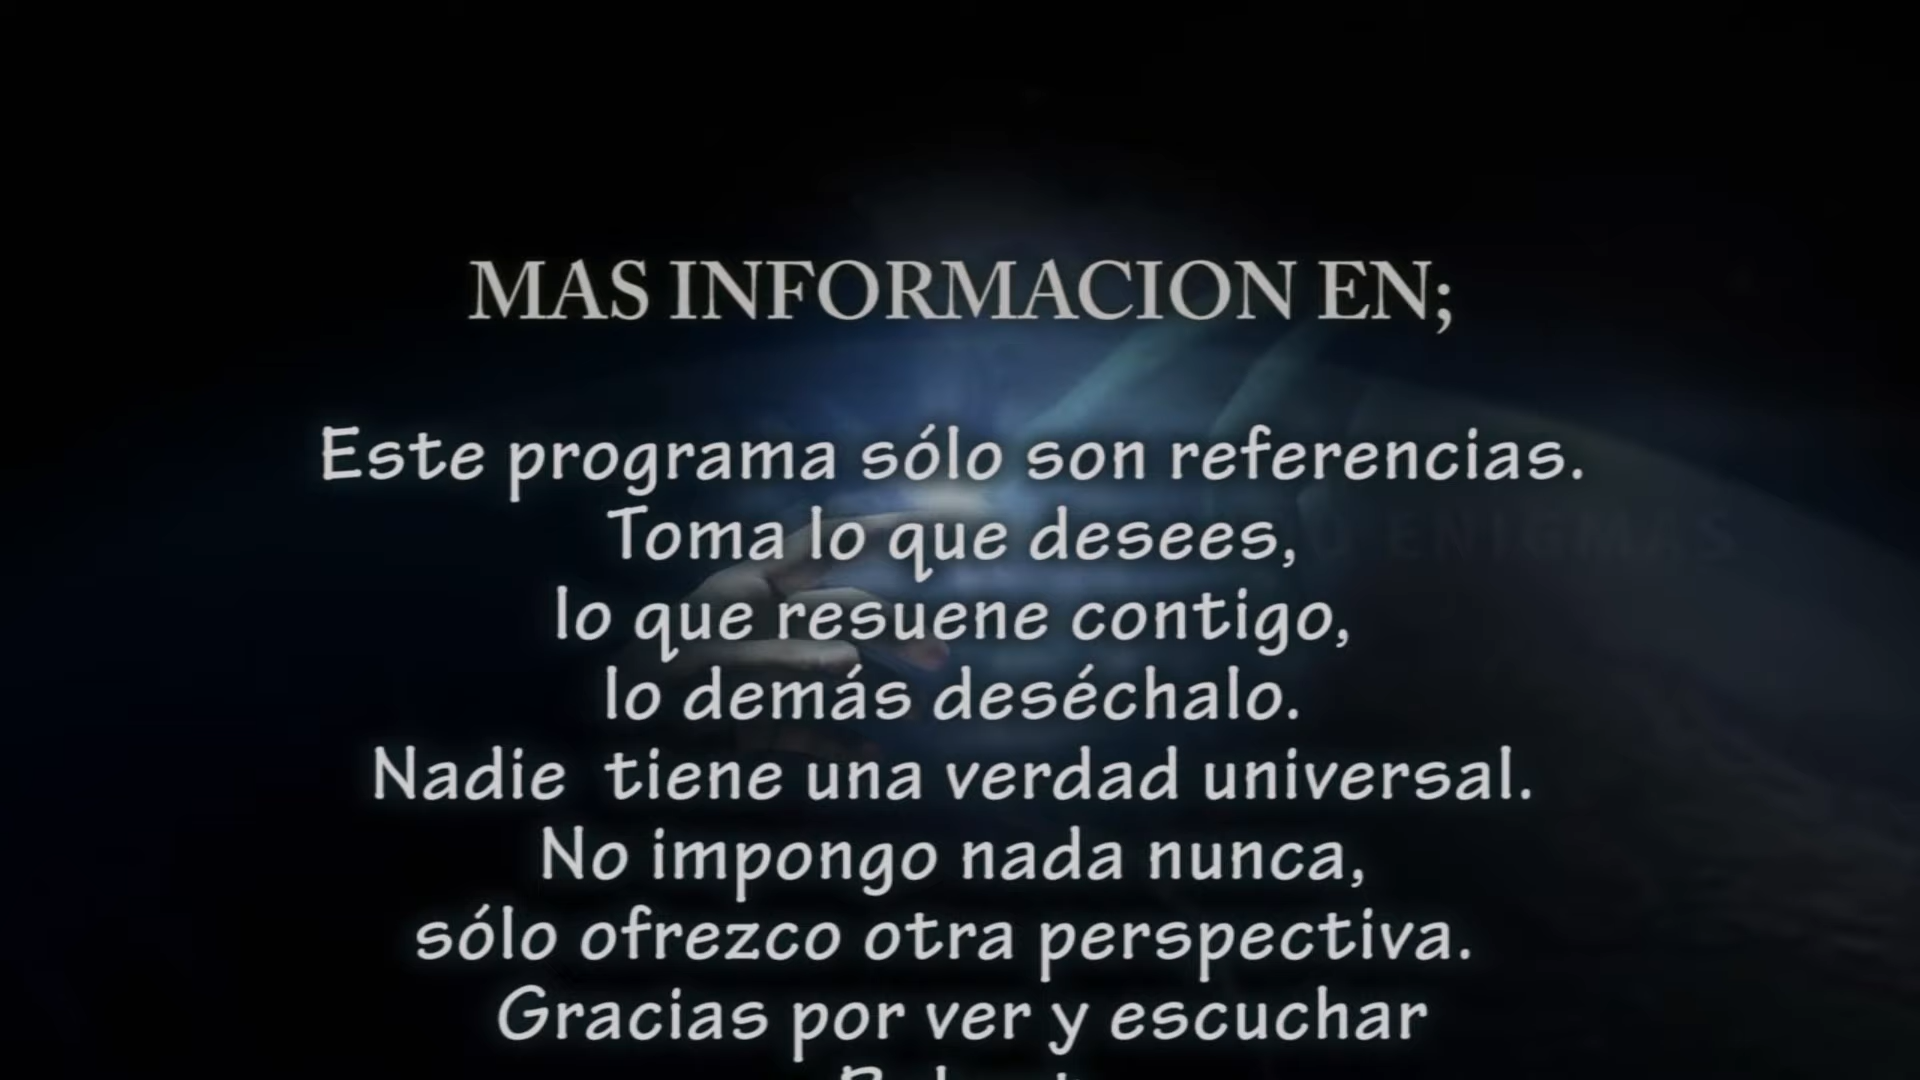 MAS INFORMACION EN;
Este programa sólo son referencias.
Toma lo que desees,
ENIGMAS
lo que resuene contigo,
lo demás deséchalo.
Nadie tiene una verdad universal.
No impongo nada nunca,
sólo ofrezco otra perspectiva.
Gracias por ver y escuchar